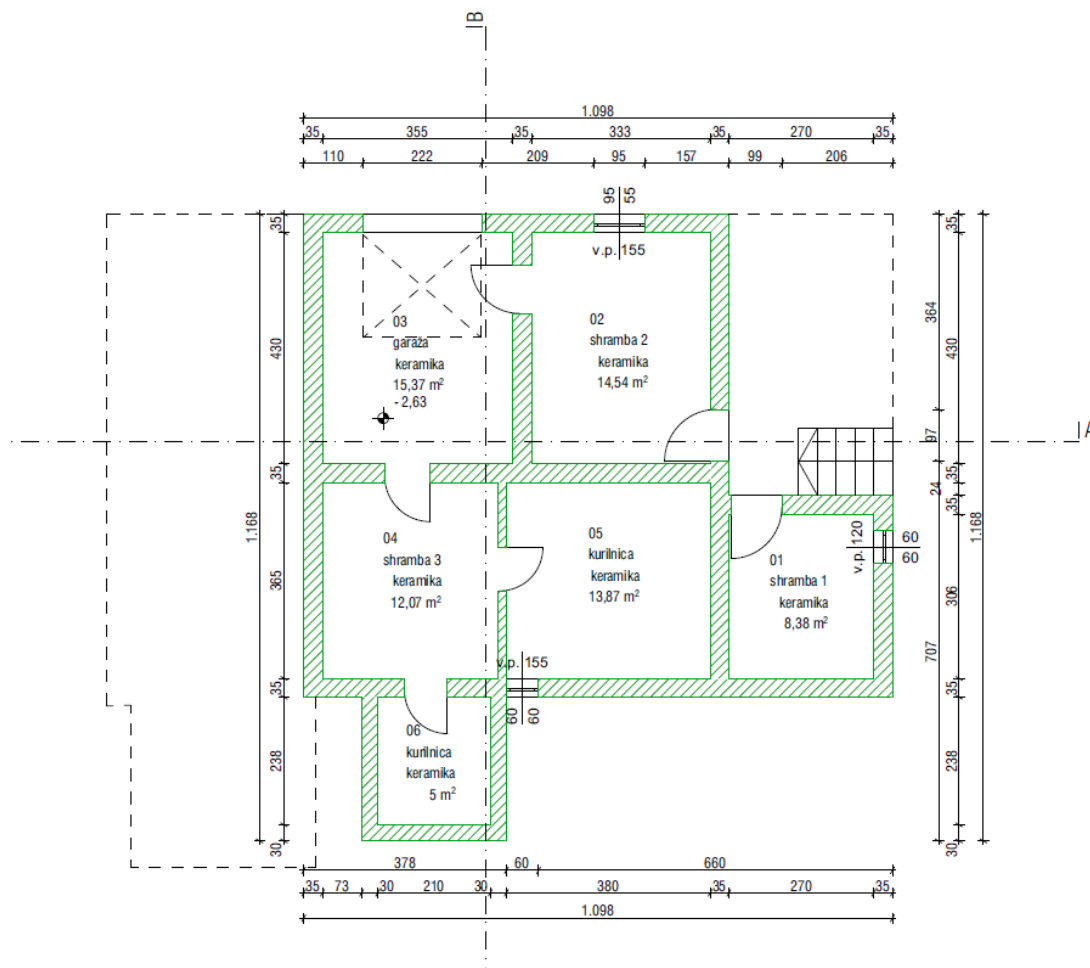 B
1.098
35 355 35 333 35 270 35
110 222 209 95 157 99 206
95 55
v.p. 155
35
430
35
365
35
238
30
1.168
03
garaža
keramika
15,37 m²
-2,63
02
shramba 2
keramika
14,54 m²
364
97
24
707
35
430
35
35
306
35
238
30
1.168
A
04
shramba 3
keramika
12,07 m²
05
kurilnica
keramika
13,87 m²
01
shramba 1
keramika
8,38 m²
v.p. 120
60
60
v.p. 155
60 60
06
kurilnica
keramika
5 m²
378 60 660
35 73 30 210 30 380 35 270 35
1.098